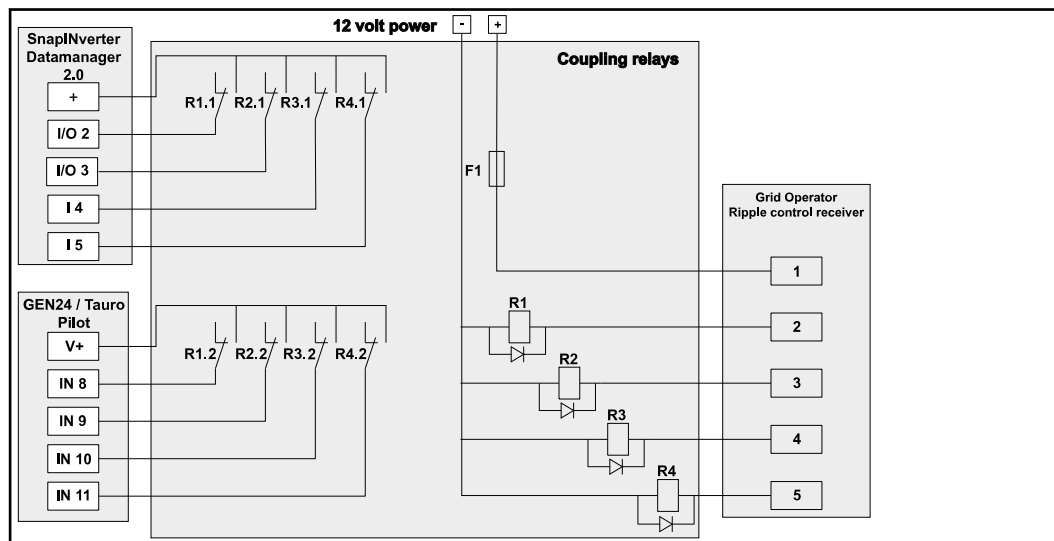 12 volt power
-
+
SnapINverter
Datamanager
2.0
+
I/O 2
I/O 3
I 4
I 5
R1.1
R2.1
R3.1
R4.1
Coupling relays
F1
Grid Operator
Ripple control receiver
1
2
3
4
5
GEN24 / Tauro
Pilot
V+
IN 8
IN 9
IN 10
IN 11
R1.2
R2.2
R3.2
R4.2
R1
R2
R3
R4